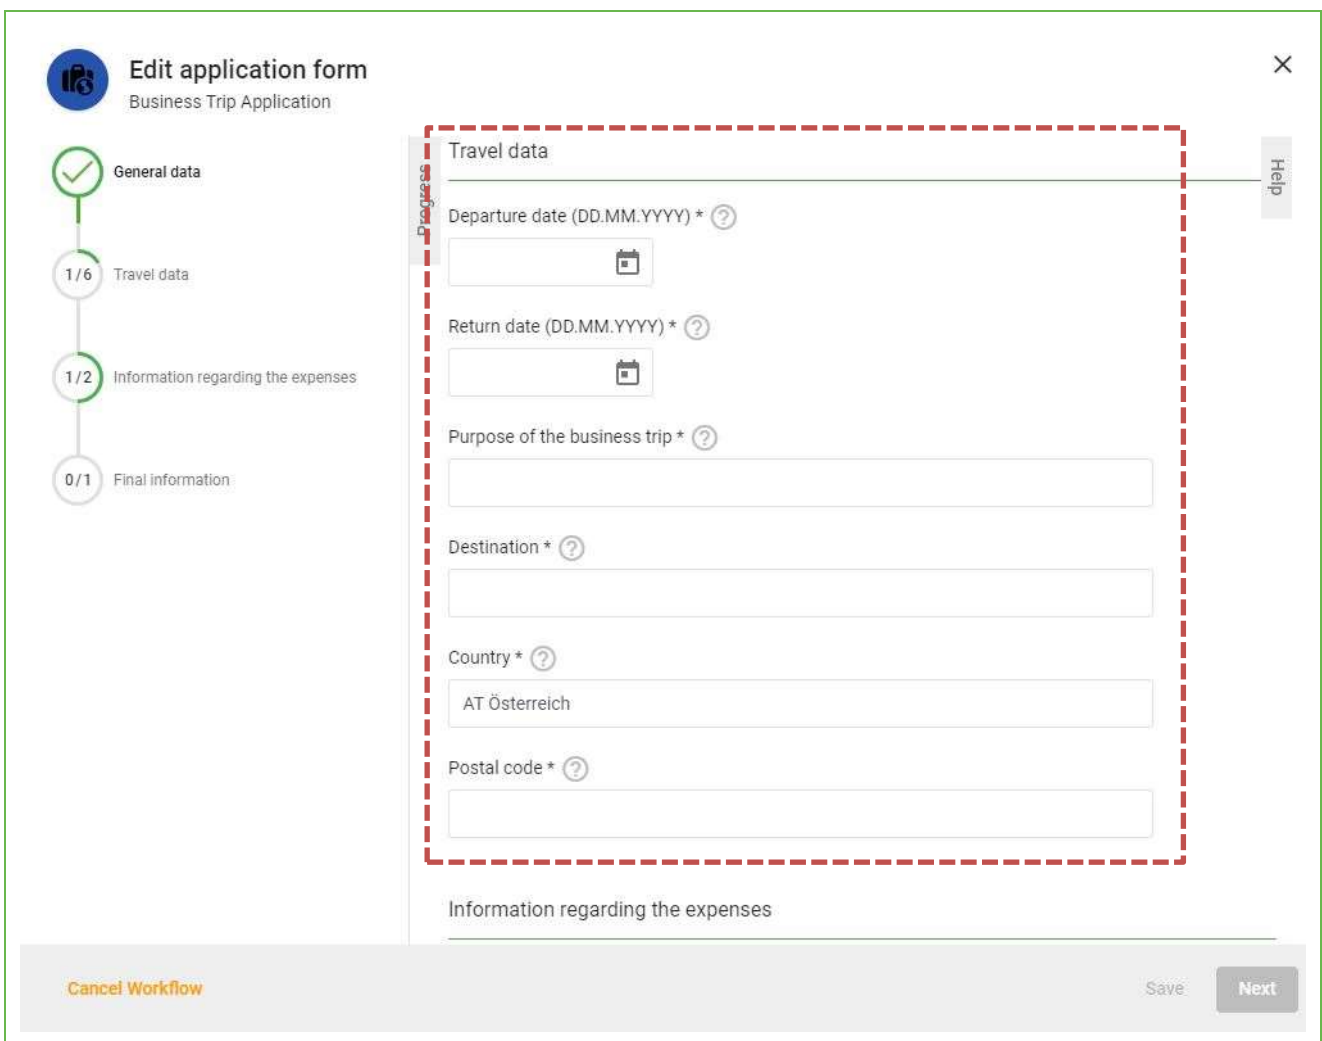 Edit application form
Business Trip Application
General data
1/6 Travel data
1/2 Information regarding the expenses
0/1 Final information
Progress
Travel data
Help
Departure date (DD.MM.YYYY) * ?
Return date (DD.MM.YYYY) * ?
Purpose of the business trip * ?
Destination * ?
Country * ?
AT Österreich
Postal code * ?
Information regarding the expenses
Cancel Workflow
Save
Next